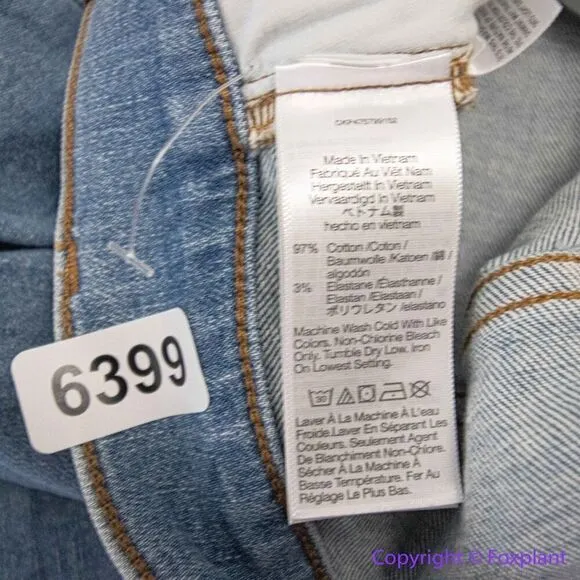 Made In Vietnam
Fabriqué Au Viêt Nam
Hergestellt In Vietnam
Vervaardigd In Vietnam
ベトナム製
hecho en vietnam
97% Cotton /Coton /
Baumwolle /Katoen /綿 /
algodón
3% Elastane /Élasthanne /
Elastan /Elastaan /
ポリウレタン /elastano
Machine Wash Cold With Like
Colors. Non-Chlorine Bleach
Only. Tumble Dry Low. Iron
On Lowest Setting.
Laver À La Machine À L'eau
Froide.Laver En Séparant Les
Couleurs. Seulement Agent
De Blanchiment Non-Chlore.
Sécher À La Machine À
Basse Température. Fer Au
Réglage Le Plus Bas.
6399
Copyright © Foxplant